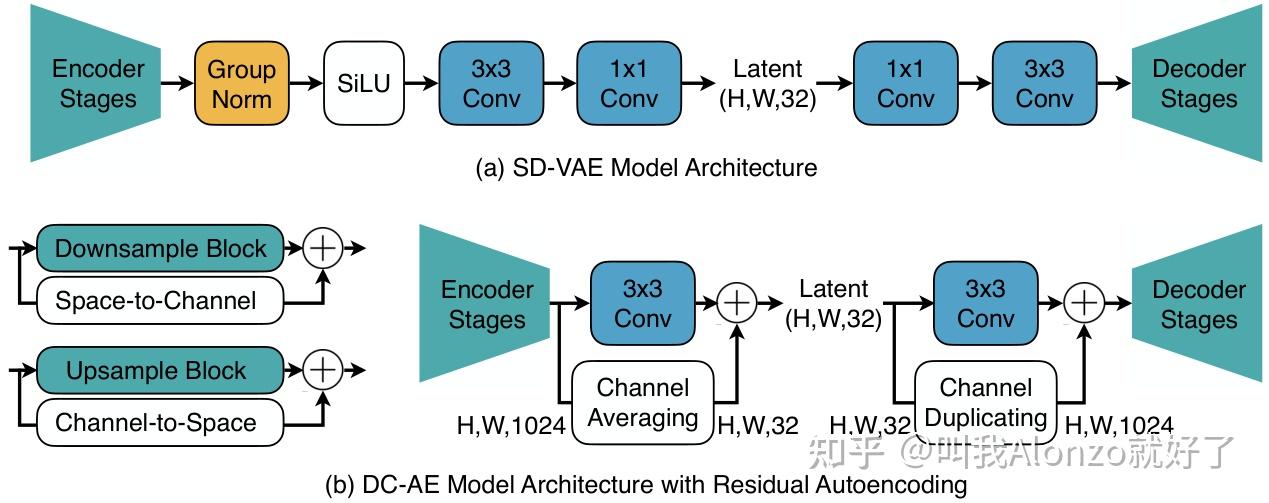 Encoder
Stages
Group
Norm
SiLU
3x3
Conv
1x1
Conv
Latent
(H,W,32)
1x1
Conv
3x3
Conv
Decoder
Stages
(a) SD-VAE Model Architecture
Downsample Block
Space-to-Channel
Upsample Block
Channel-to-Space
Encoder
Stages
3x3
Conv
Channel
Averaging
H,W,1024
H,W,32
Latent
(H,W,32)
3x3
Conv
Channel
Duplicating
H,W,32
H,W,1024
Decoder
Stages
知乎 @叫我Alonzo就好了
(b) DC-AE Model Architecture with Residual Autoencoding